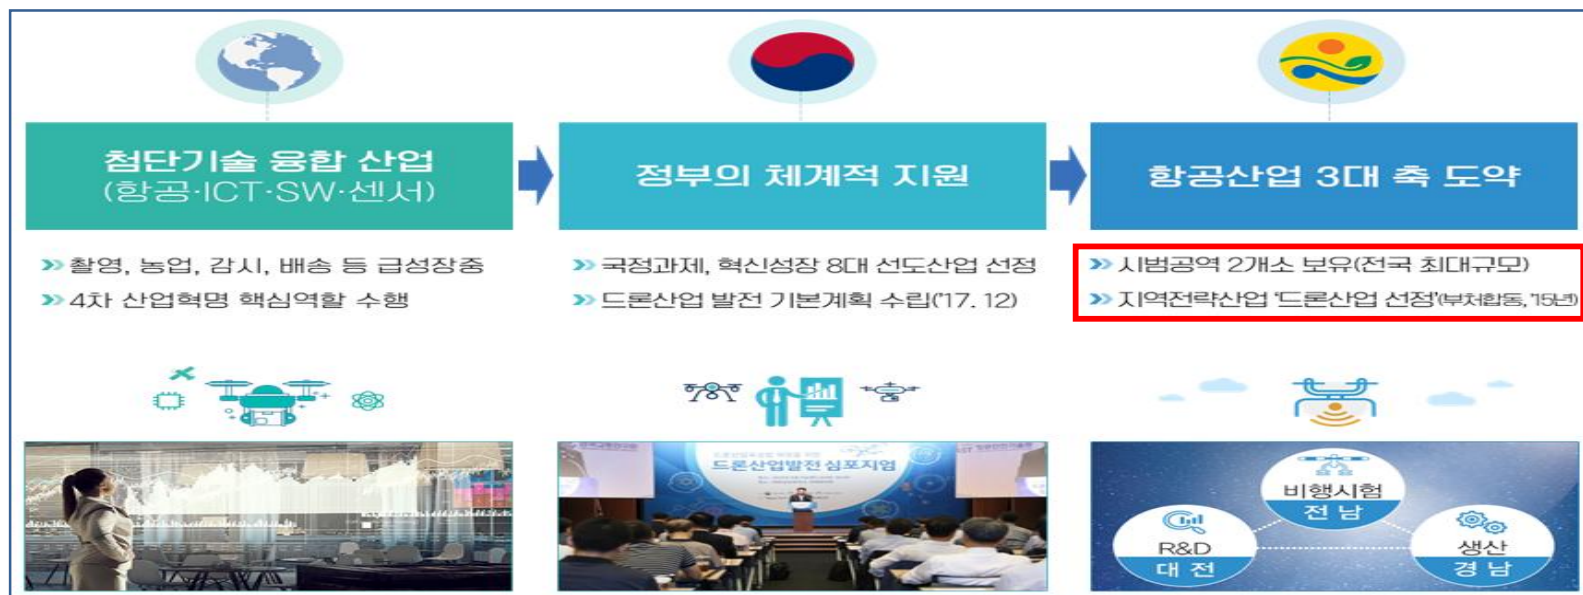 첨단기술 융합 산업
(항공·ICT·SW·센서)
정부의 체계적 지원
항공산업 3대 축 도약
촬영, 농업, 감시, 배송 등 급성장중
4차 산업혁명 핵심역할 수행
국정과제, 혁신성장 8대 선도산업 선정
드론산업 발전 기본계획 수립('17. 12)
시범공역 2개소 보유(전국 최대규모)
지역전략산업 '드론산업 선정'(부처합동, '15년)
드론산업발전 심포지엄
비행시험
전남
R&D
대전
생산
경남